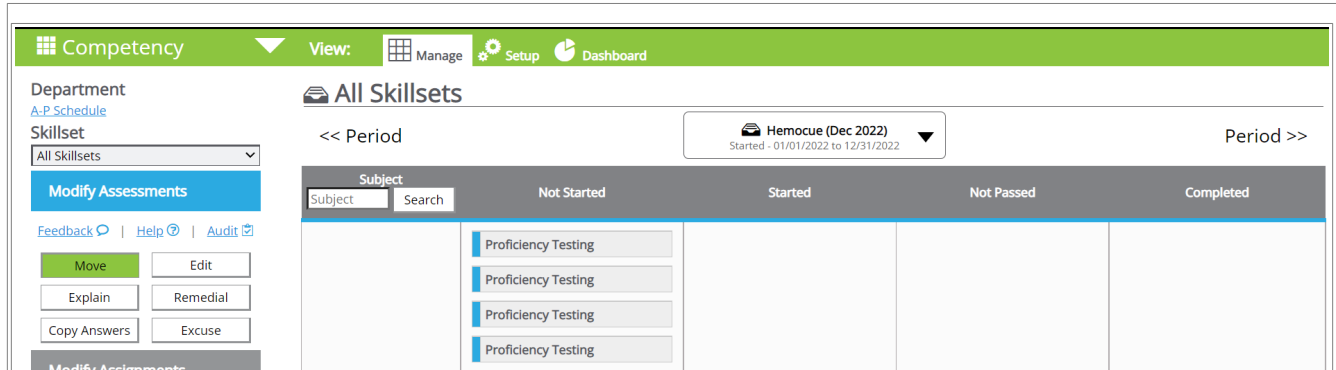 Competency
View:
Manage
Setup
Dashboard
Department
A-P Schedule
Skillset
All Skillsets
Modify Assessments
Feedback | Help | Audit
Move Edit
Explain Remedial
Copy Answers Excuse
Modify Assignments
All Skillsets
<< Period
Hemocue (Dec 2022)
Started - 01/01/2022 to 12/31/2022
Period >>
Subject
Subject Search
Not Started
Started
Not Passed
Completed
Proficiency Testing
Proficiency Testing
Proficiency Testing
Proficiency Testing